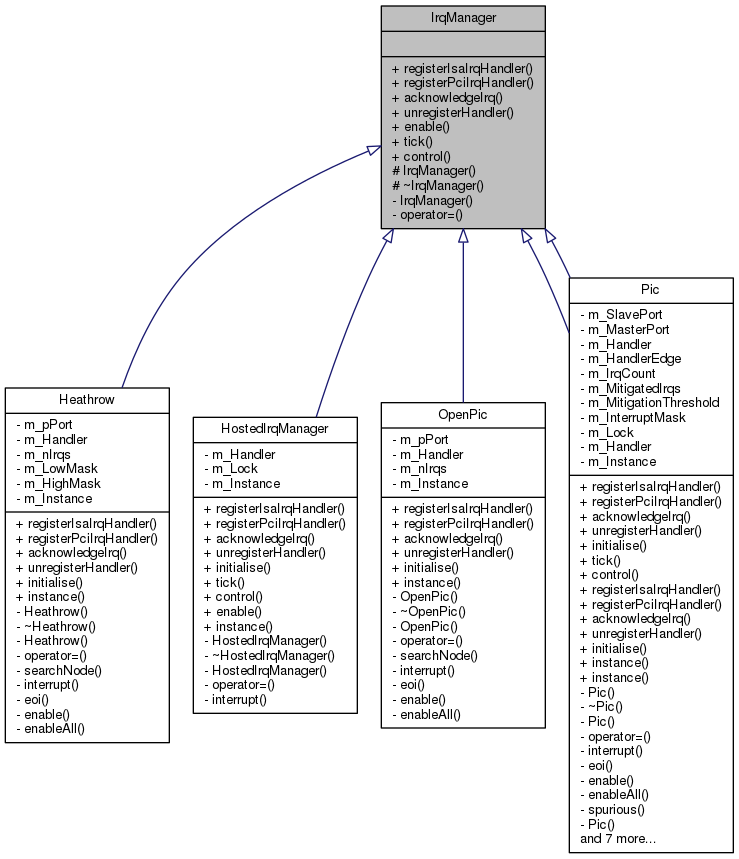 IrqManager
+ registerIsaIrqHandler()
+ registerPciIrqHandler()
+ acknowledgeIrq()
+ unregisterHandler()
+ enable()
+ tick()
+ control()
# IrqManager()
# ~IrqManager()
- IrqManager()
- operator=()
Heathrow
- m_pPort
- m_Handler
- m_nIrqs
- m_LowMask
- m_HighMask
- m_Instance
+ registerIsaIrqHandler()
+ registerPciIrqHandler()
+ acknowledgeIrq()
+ unregisterHandler()
+ initialise()
+ instance()
- Heathrow()
- ~Heathrow()
- Heathrow()
- operator=()
- searchNode()
- interrupt()
- eoi()
- enable()
- enableAll()
HostedIrqManager
- m_Handler
- m_Lock
- m_Instance
+ registerIsaIrqHandler()
+ registerPciIrqHandler()
+ acknowledgeIrq()
+ unregisterHandler()
+ initialise()
+ tick()
+ control()
+ enable()
+ instance()
- HostedIrqManager()
- ~HostedIrqManager()
- HostedIrqManager()
- operator=()
- interrupt()
OpenPic
- m_pPort
- m_Handler
- m_nIrqs
- m_Instance
+ registerIsaIrqHandler()
+ registerPciIrqHandler()
+ acknowledgeIrq()
+ unregisterHandler()
+ initialise()
+ instance()
- OpenPic()
- ~OpenPic()
- OpenPic()
- operator=()
- searchNode()
- interrupt()
- eoi()
- enable()
- enableAll()
Pic
- m_SlavePort
- m_MasterPort
- m_Handler
- m_HandlerEdge
- m_IrqCount
- m_MitigatedIrqs
- m_MitigationThreshold
- m_InterruptMask
- m_Lock
- m_Handler
- m_Instance
+ registerIsaIrqHandler()
+ registerPciIrqHandler()
+ acknowledgeIrq()
+ unregisterHandler()
+ initialise()
+ tick()
+ control()
+ registerIsaIrqHandler()
+ registerPciIrqHandler()
+ acknowledgeIrq()
+ unregisterHandler()
+ initialise()
+ instance()
+ instance()
- Pic()
- ~Pic()
- Pic()
- operator=()
- interrupt()
- eoi()
- enable()
- enableAll()
- spurious()
- Pic()
and 7 more...